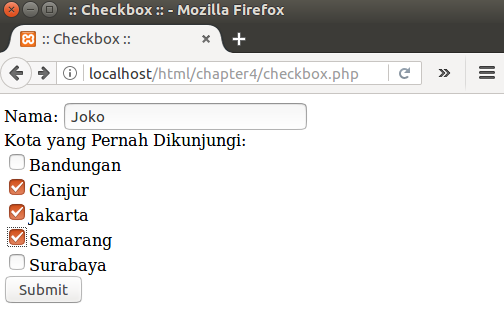 :: Checkbox :: - Mozilla Firefox
:: Checkbox ::
localhost/html/chapter4/checkbox.php
Nama: Joko
Kota yang Pernah Dikunjungi:
Bandungan
Cianjur
Jakarta
Semarang
Surabaya
Submit